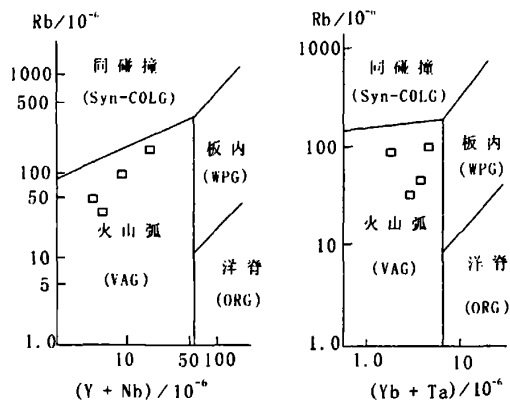 Rb/10⁻⁶
1000
500
100
50
10
5
1.0
同碰撞
(Syn-COLG)
板内
(WPG)
火山弧
(VAG)
洋脊
(ORG)
10
50
100
(Y + Nb)/10⁻⁶
Rb/10⁻⁶
1000
100
10
1.0
同碰撞
(Syn-COLG)
板内
(WPG)
火山弧
(VAG)
洋脊
(ORG)
1.0
10
(Yb + Ta)/10⁻⁶